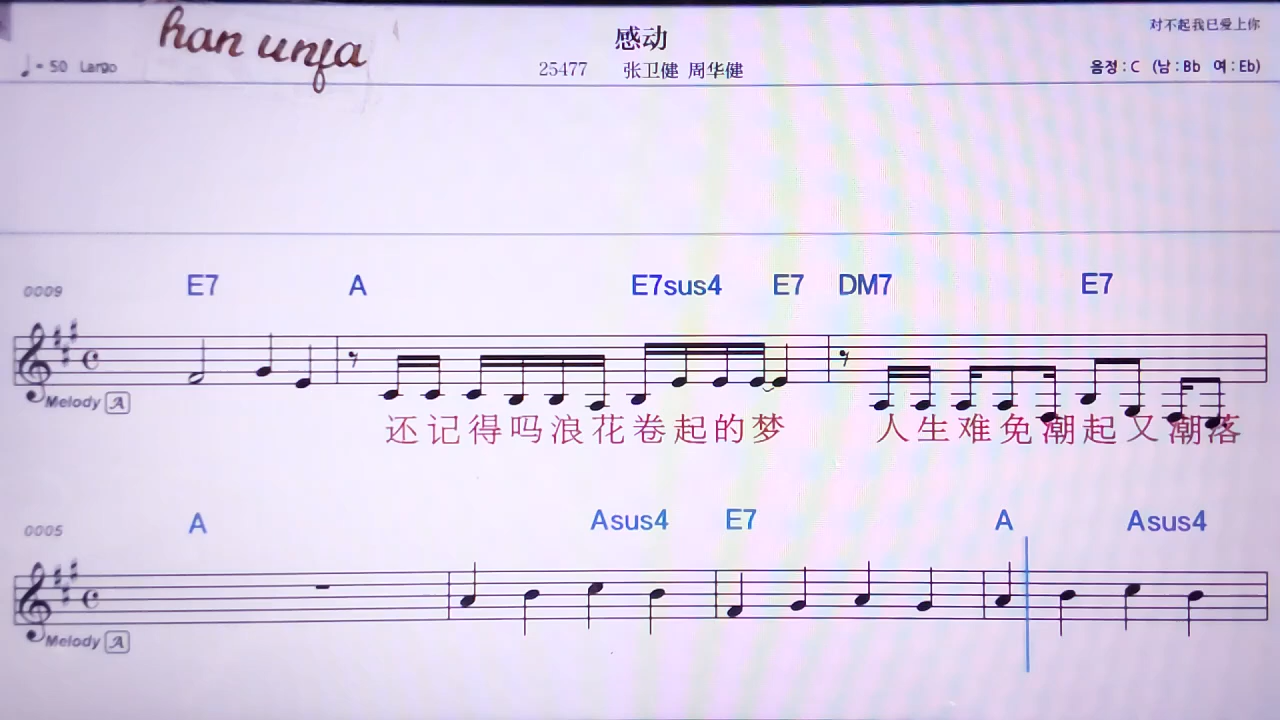 han unfa
感动
对不起我已爱上你
♩ = 50 Largo
25477 张卫健 周华健
음정 : C (남 : Bb 여 : Eb)
0009 E7 A E7sus4 E7 DM7 E7
Melody A
还记得吗浪花卷起的梦 人生难免潮起又潮落
0005 A Asus4 E7 A Asus4
Melody A